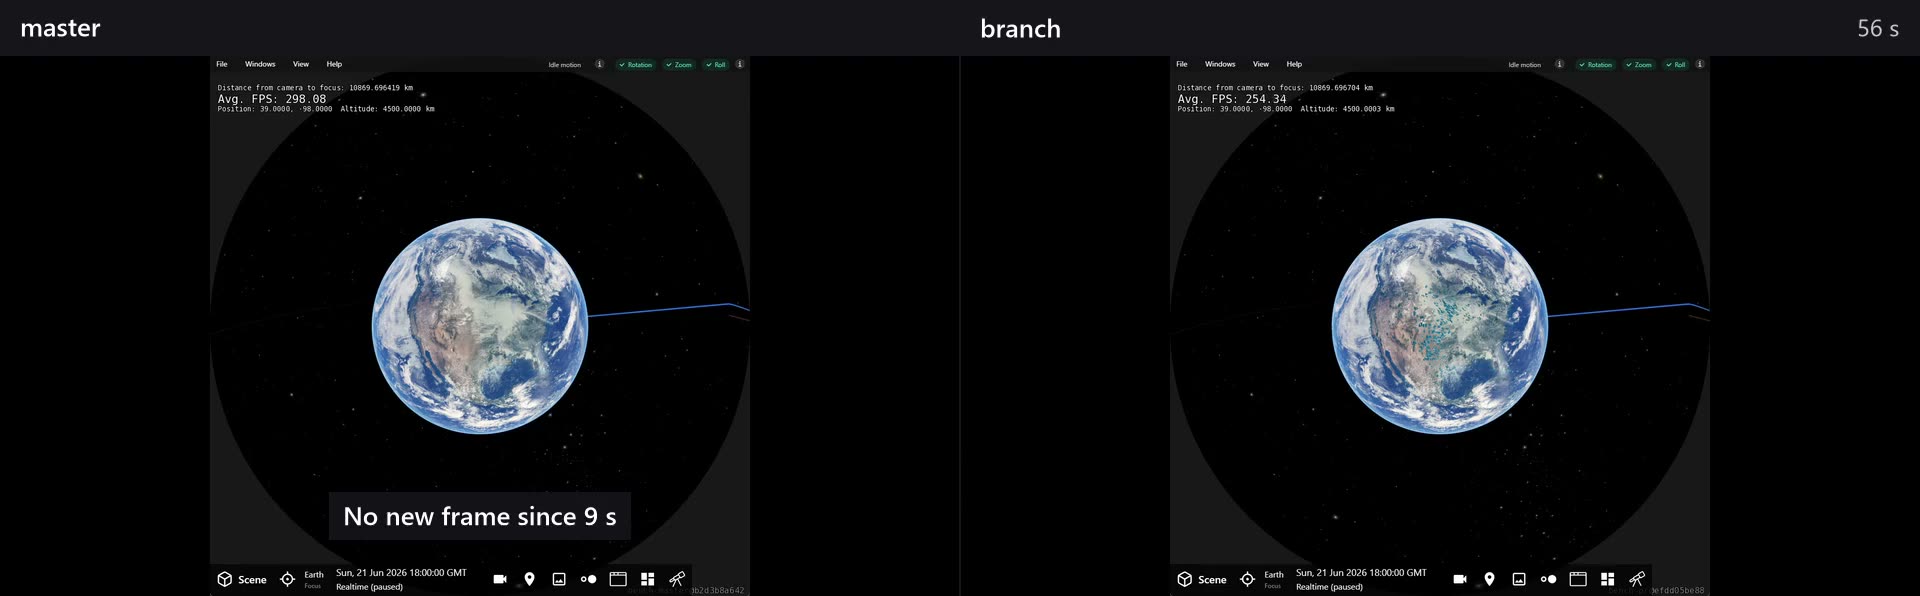 master
branch
56 s
File Windows View Help
Idle motion
Rotation
Zoom
Roll
Distance from camera to focus: 10869.696419 km
Avg. FPS: 298.08
Position: 39.0000, -98.0000 Altitude: 4500.0000 km
No new frame since 9 s
Scene
Earth
Focus
Sun, 21 Jun 2026 18:00:00 GMT
Realtime (paused)
File Windows View Help
Idle motion
Rotation
Zoom
Roll
Distance from camera to focus: 10869.696704 km
Avg. FPS: 254.34
Position: 39.0000, -98.0000 Altitude: 4500.0003 km
Scene
Earth
Focus
Sun, 21 Jun 2026 18:00:00 GMT
Realtime (paused)